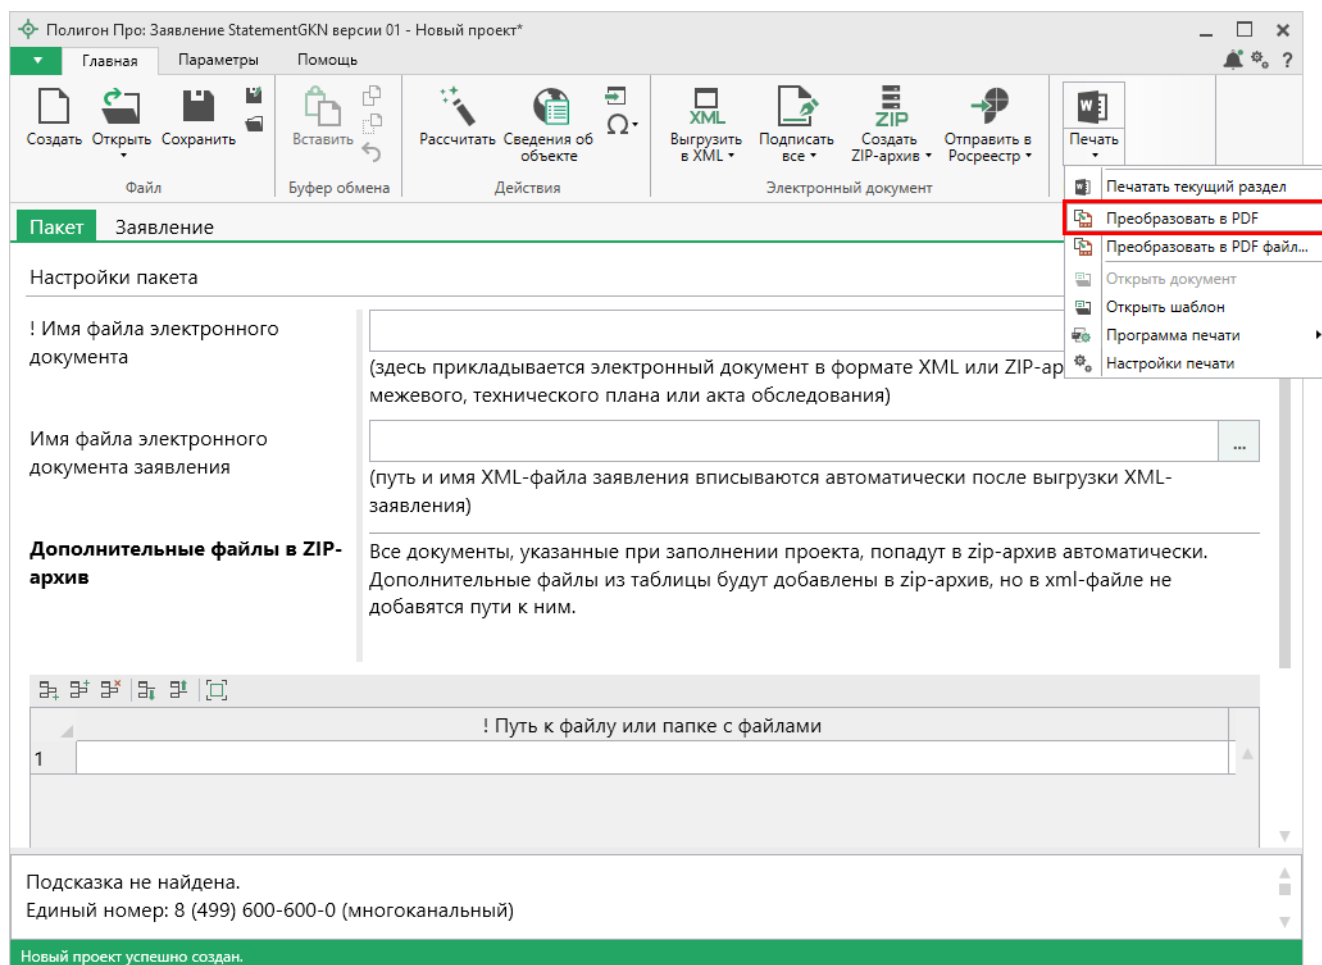 Полигон Про: Заявление StatementGKN версии 01 - Новый проект*
Главная Параметры Помощь
?
Создать Открыть Сохранить
Файл
Вставить
Буфер обмена
Рассчитать Сведения об
объекте
Ω
Действия
XML
Выгрузить
в XML
Подписать
все
ZIP
Создать
ZIP-архив
Отправить в
Росреестр
Электронный документ
W
Печать
Печатать текущий раздел
Преобразовать в PDF
Преобразовать в PDF файл...
Открыть документ
Открыть шаблон
Программа печати
Настройки печати
Пакет Заявление
Настройки пакета
! Имя файла электронного
документа
(здесь прикладывается электронный документ в формате XML или ZIP-ар
межевого, технического плана или акта обследования)
Имя файла электронного
документа заявления
...
(путь и имя XML-файла заявления вписываются автоматически после выгрузки XML-
заявления)
Дополнительные файлы в ZIP-
архив
Все документы, указанные при заполнении проекта, попадут в zip-архив автоматически.
Дополнительные файлы из таблицы будут добавлены в zip-архив, но в xml-файле не
добавятся пути к ним.
! Путь к файлу или папке с файлами
1
Подсказка не найдена.
Единый номер: 8 (499) 600-600-0 (многоканальный)
Новый проект успешно создан.